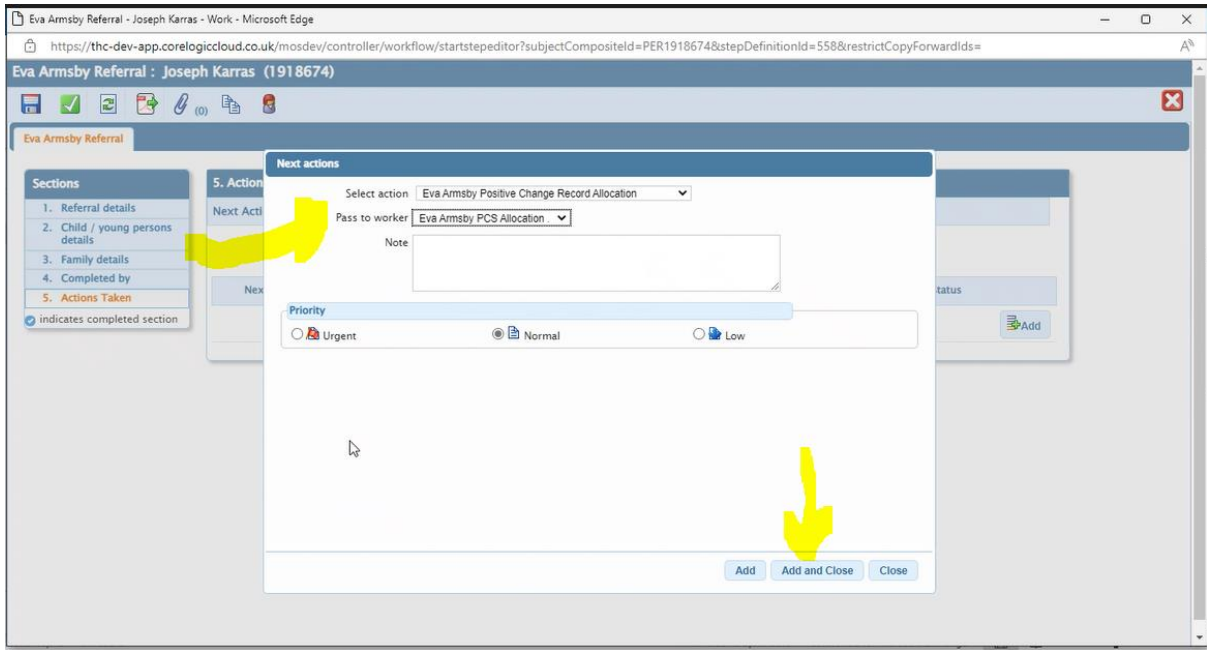 Eva Armsby Referral - Joseph Karras - Work - Microsoft Edge
https://thc-dev-app.corelogiccloud.co.uk/mosdev/controller/workflow/startstepeditor?subjectCompositeId=PER1918674&stepDefinitionId=558&restrictCopyForwardIds=
Eva Armsby Referral : Joseph Karras (1918674)
(0)
Eva Armsby Referral
Sections
1. Referral details
2. Child / young persons
details
3. Family details
4. Completed by
5. Actions Taken
indicates completed section
5. Action
Next Acti
Nex
tatus
Add
Next actions
Select action Eva Armsby Positive Change Record Allocation
Pass to worker Eva Armsby PCS Allocation .
Note
Priority
Urgent Normal Low
Add Add and Close Close